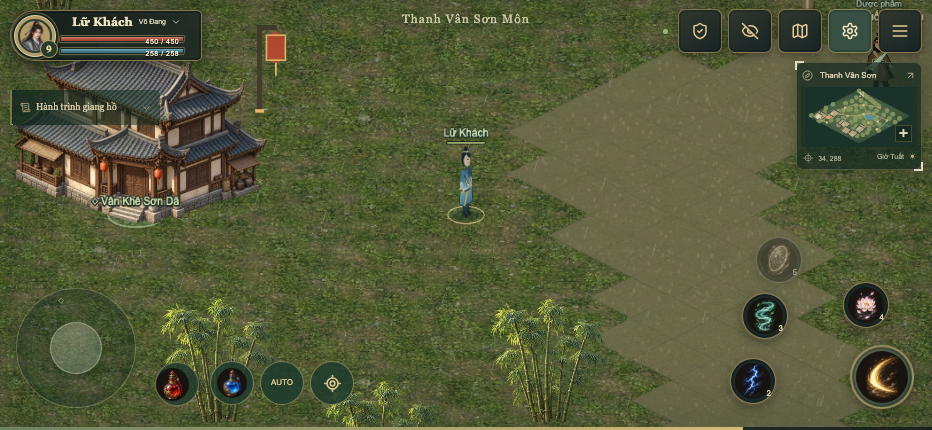 Lữ Khách Võ Đang
9
450 / 450
258 / 258
Thanh Vân Sơn Môn
Dược phẩm
Hành trình giang hồ
Thanh Vân Sơn
34, 288
Giờ Tuất
Lữ Khách
Vân Khê Sơn Dã
5
3
4
2
AUTO